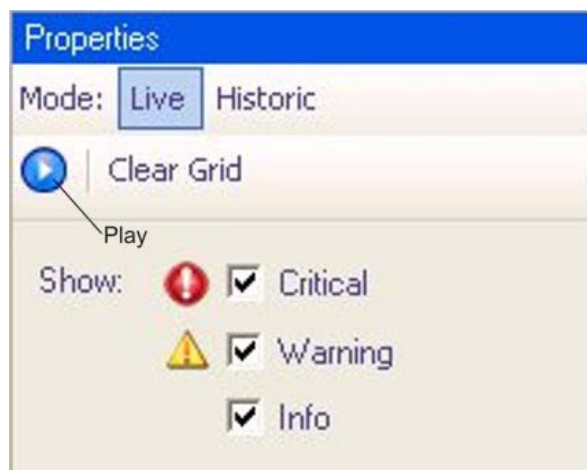 Properties
Mode: Live Historic
Clear Grid
Play
Show: Critical
Warning
Info